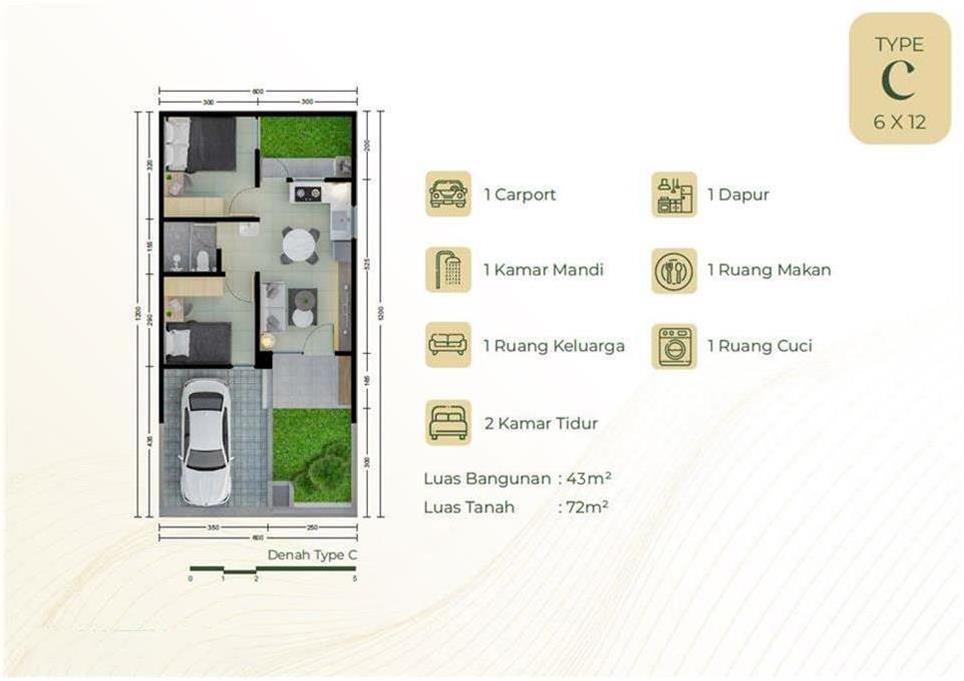 TYPE
C
6 X 12
600
300 300
320
155
290
435
1200
200
525
165
300
1200
350 250
600
Denah Type C
0 1 2 5
1 Carport
1 Kamar Mandi
1 Ruang Keluarga
2 Kamar Tidur
1 Dapur
1 Ruang Makan
1 Ruang Cuci
Luas Bangunan : 43m²
Luas Tanah : 72m²